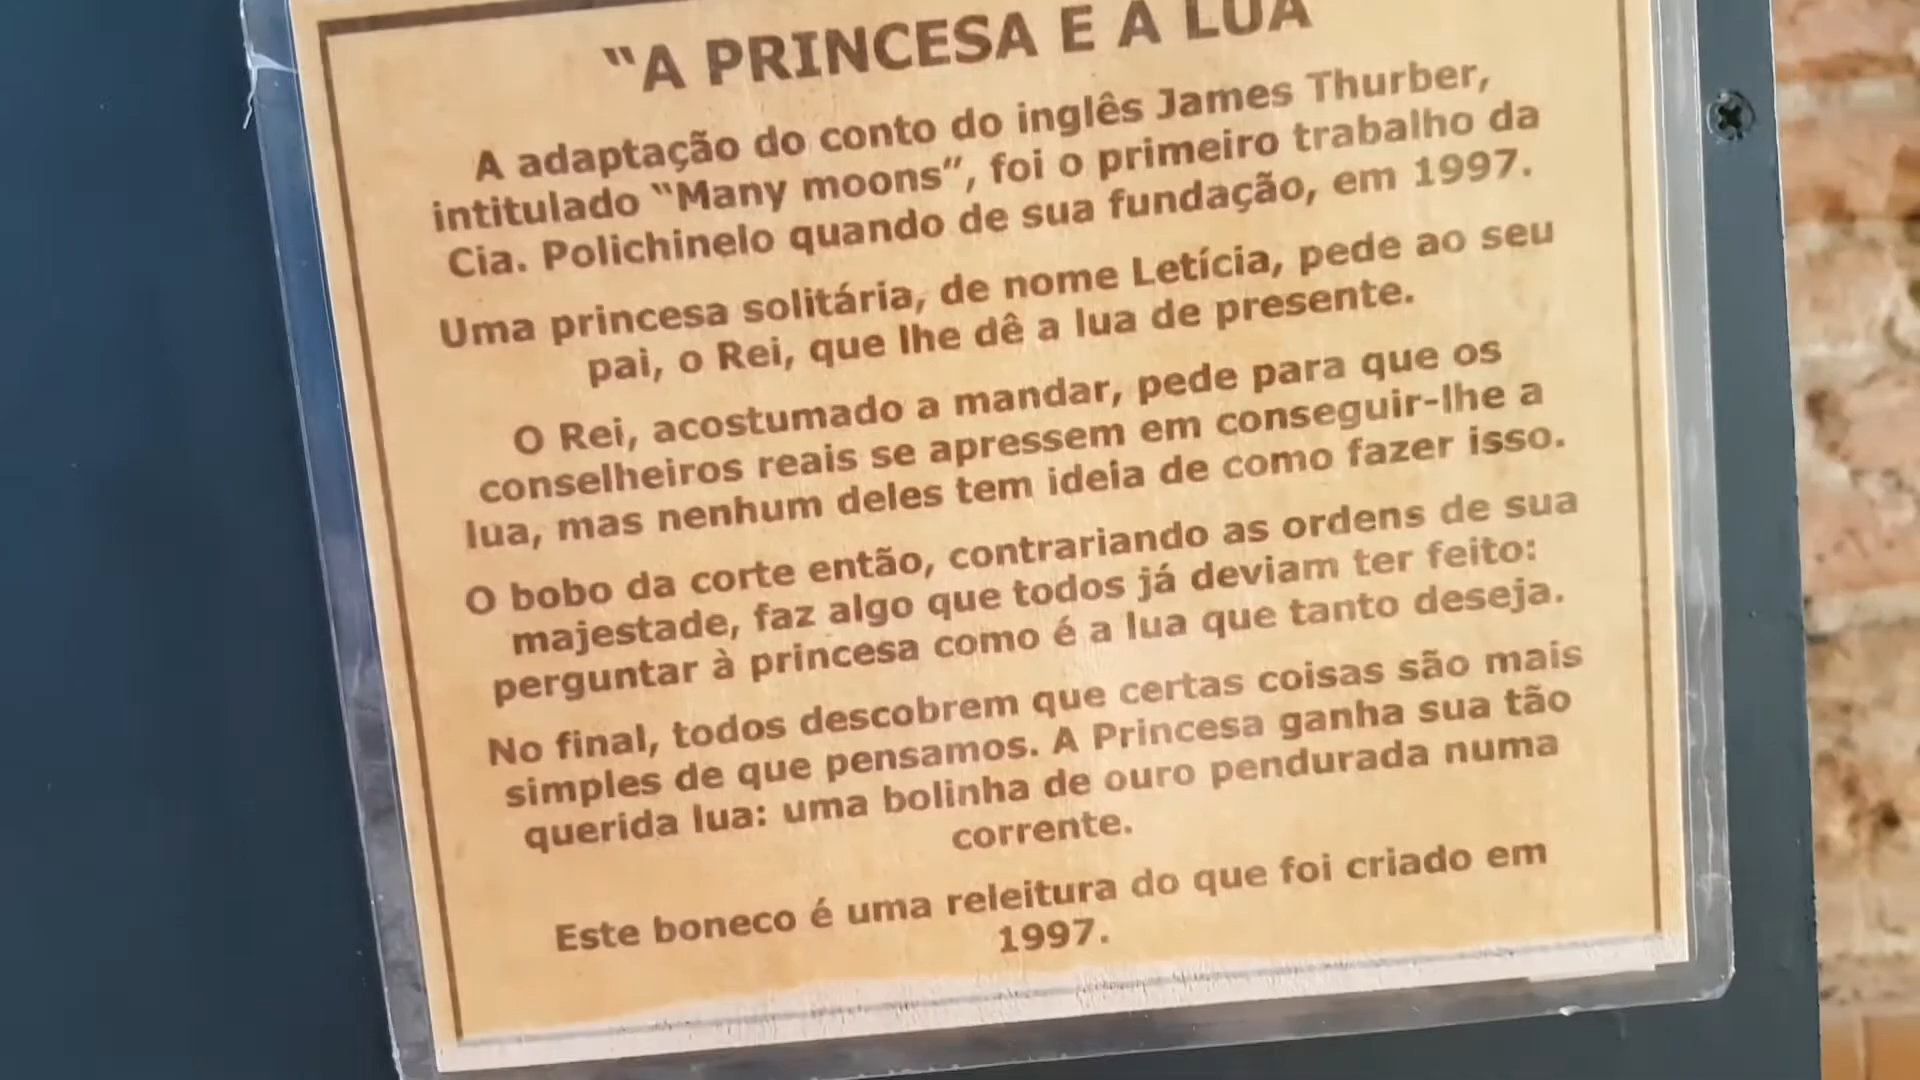 “A PRINCESA E A LUA
A adaptação do conto do inglês James Thurber,
intitulado “Many moons”, foi o primeiro trabalho da
Cia. Polichinelo quando de sua fundação, em 1997.
Uma princesa solitária, de nome Letícia, pede ao seu
pai, o Rei, que lhe dê a lua de presente.
O Rei, acostumado a mandar, pede para que os
conselheiros reais se apressem em conseguir-lhe a
lua, mas nenhum deles tem ideia de como fazer isso.
O bobo da corte então, contrariando as ordens de sua
majestade, faz algo que todos já deviam ter feito:
perguntar à princesa como é a lua que tanto deseja.
No final, todos descobrem que certas coisas são mais
simples de que pensamos. A Princesa ganha sua tão
querida lua: uma bolinha de ouro pendurada numa
corrente.
Este boneco é uma releitura do que foi criado em
1997.